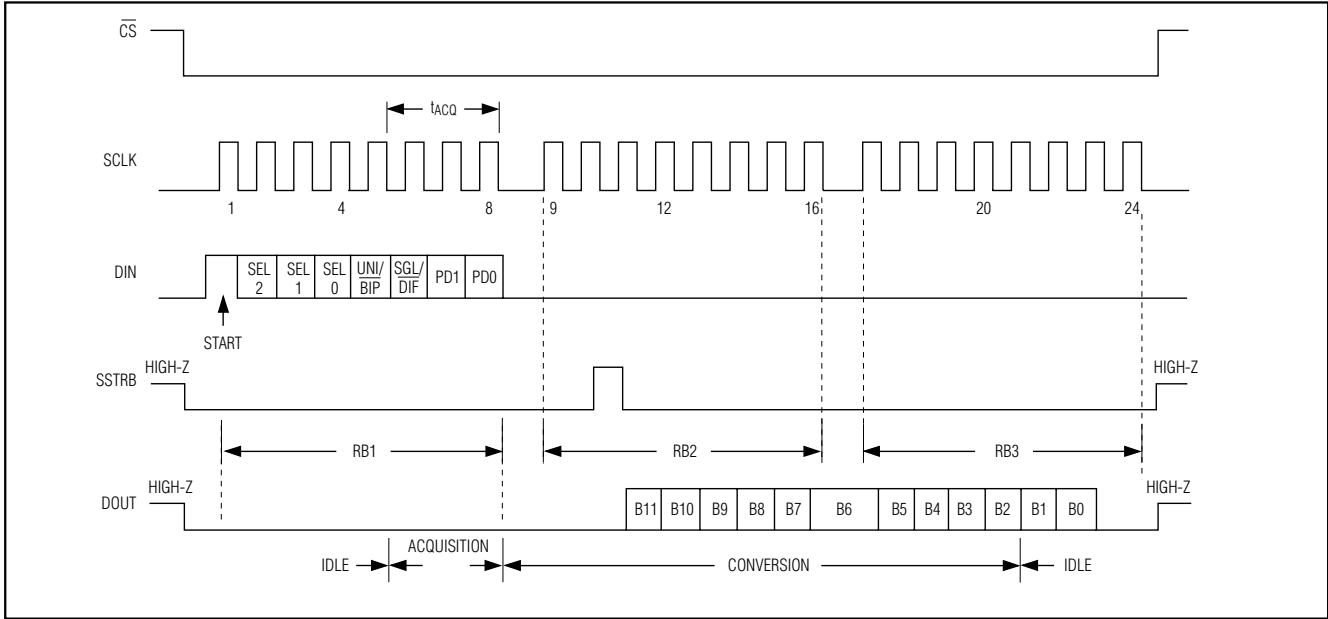 CS
tACQ
SCLK
1 4 8 9 12 16 20 24
DIN
SEL 2
SEL 1
SEL 0
UNI/ BIP
SGL/ DIF
PD1
PD0
START
HIGH-Z
SSTRB
HIGH-Z
RB1 RB2 RB3
HIGH-Z
DOUT
B11 B10 B9 B8 B7 B6 B5 B4 B3 B2 B1 B0
HIGH-Z
IDLE ACQUISITION CONVERSION IDLE